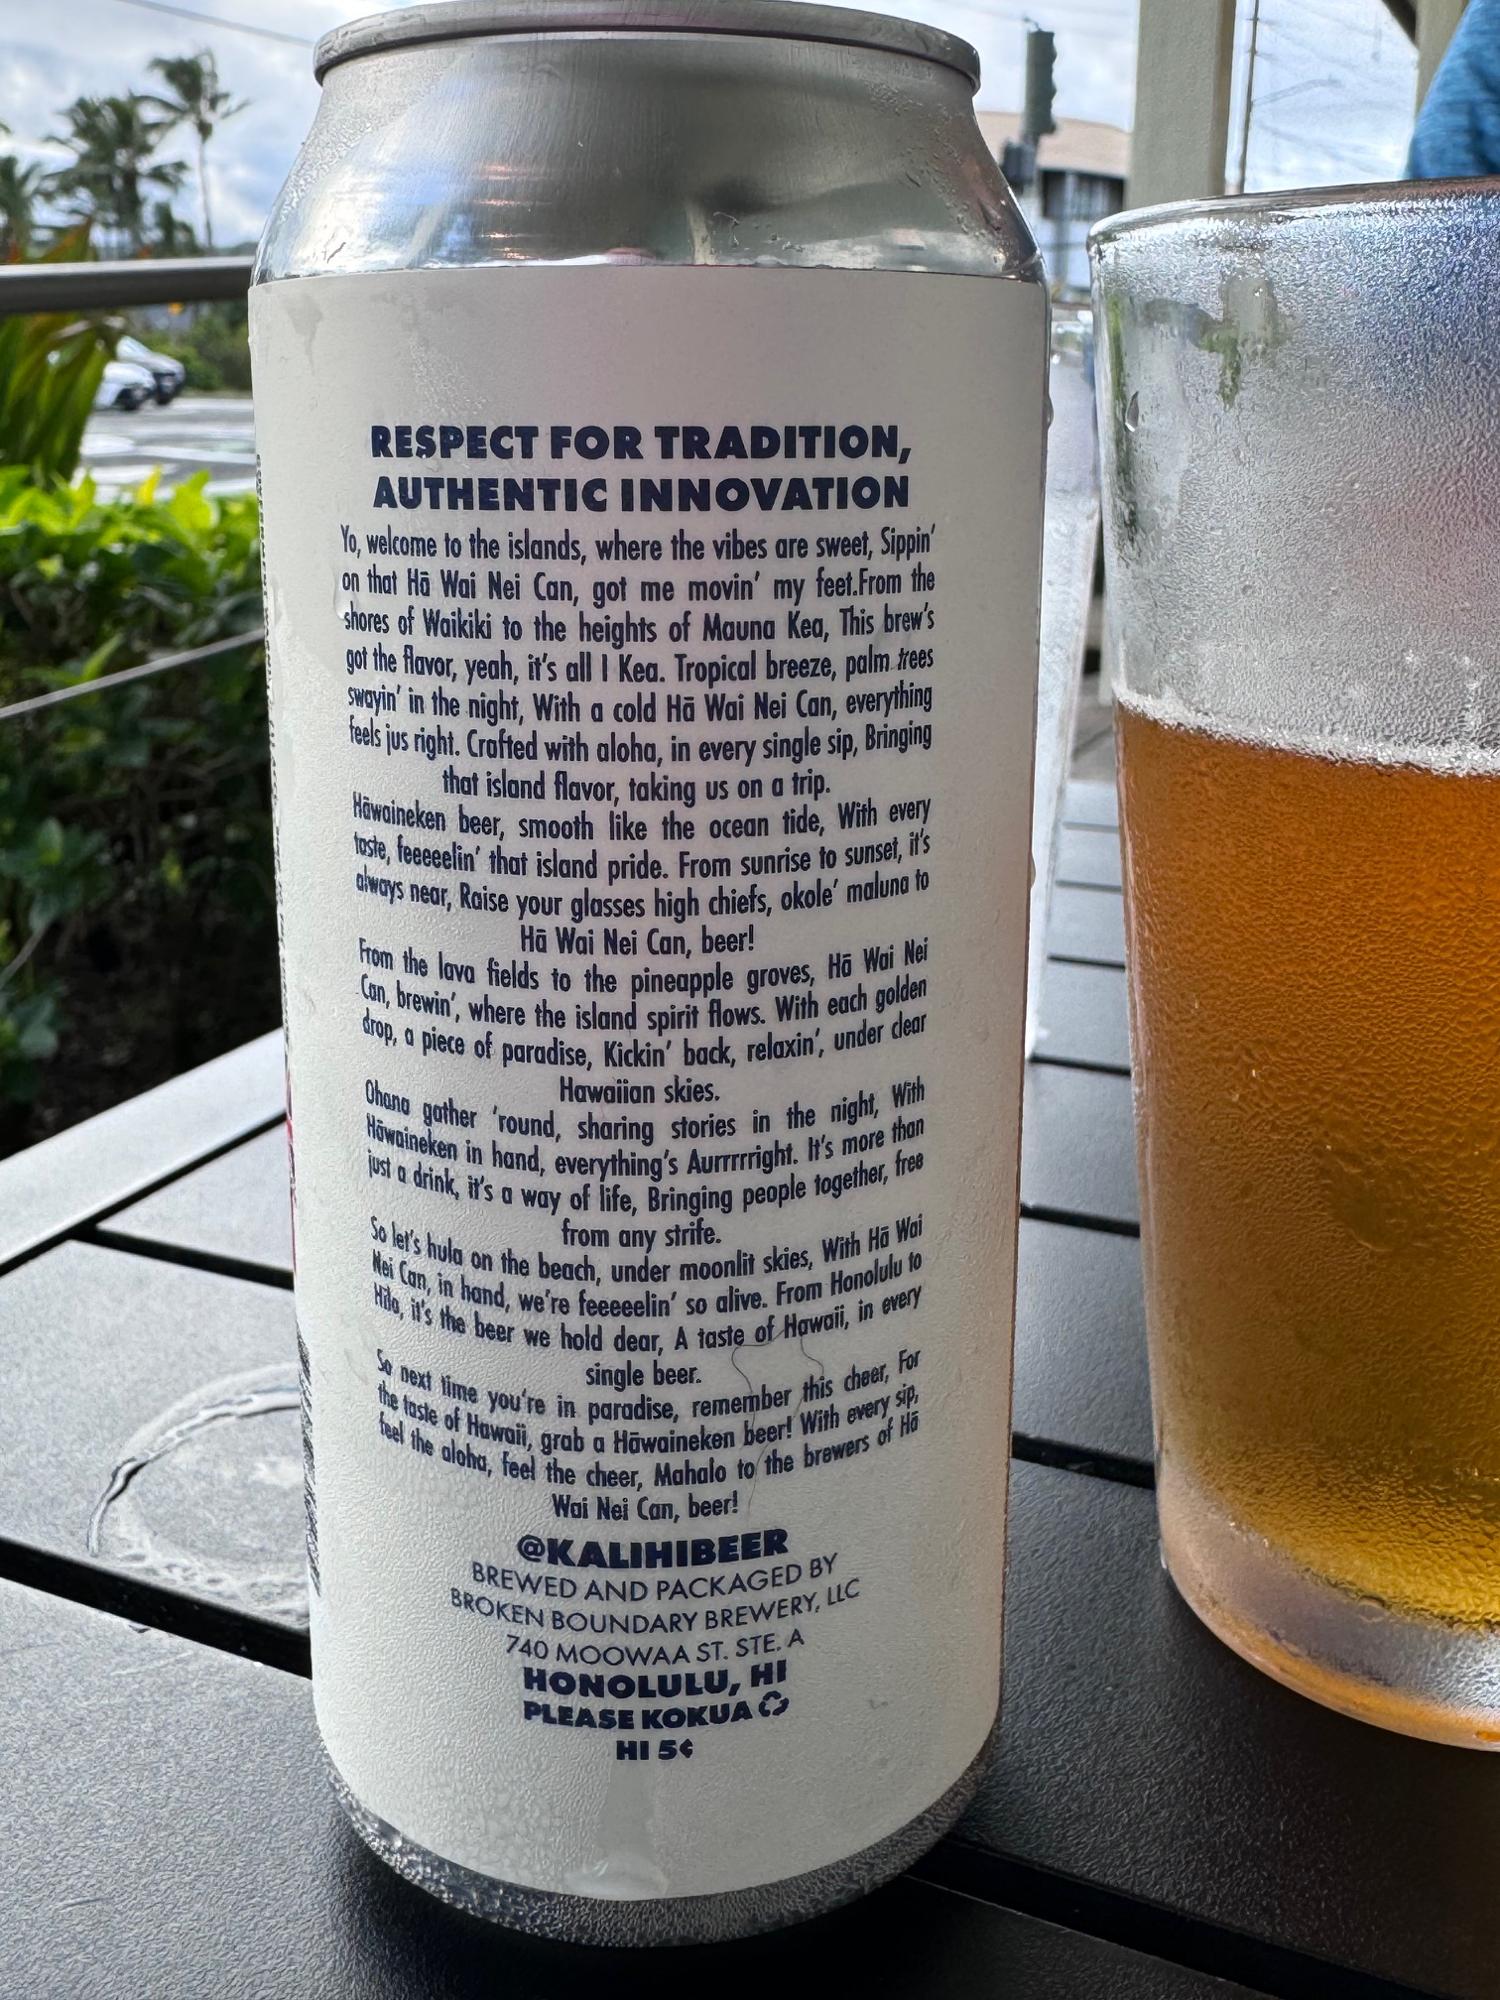 RESPECT FOR TRADITION,
AUTHENTIC INNOVATION
Yo, welcome to the islands, where the vibes are sweet, Sippin'
on that Hā Wai Nei Can, got me movin' my feet.From the
shores of Waikiki to the heights of Mauna Kea, This brew's
got the flavor, yeah, it's all I Kea. Tropical breeze, palm trees
swayin' in the night, With a cold Hā Wai Nei Can, everything
feels jus right. Crafted with aloha, in every single sip, Bringing
that island flavor, taking us on a trip.
Hāwaineken beer, smooth like the ocean tide, With every
taste, feeeeelin' that island pride. From sunrise to sunset, it's
always near, Raise your glasses high chiefs, okole' maluna to
Hā Wai Nei Can, beer!
From the lava fields to the pineapple groves, Hā Wai Nei
Can, brewin', where the island spirit flows. With each golden
drop, a piece of paradise, Kickin' back, relaxin', under clear
Hawaiian skies.
Ohana gather 'round, sharing stories in the night, With
Hāwaineken in hand, everything's Aurrrrright. It's more than
just a drink, it's a way of life, Bringing people together, free
from any strife.
So let's hula on the beach, under moonlit skies, With Hā Wai
Nei Can, in hand, we're feeeeelin' so alive. From Honolulu to
Hilo, it's the beer we hold dear, A taste of Hawaii, in every
single beer.
So next time you're in paradise, remember this cheer, For
the taste of Hawaii, grab a Hāwaineken beer! With every sip,
feel the aloha, feel the cheer, Mahalo to the brewers of Hā
Wai Nei Can, beer!
@KALIHIBEER
BREWED AND PACKAGED BY
BROKEN BOUNDARY BREWERY, LLC
740 MOOWAA ST. STE. A
HONOLULU, HI
PLEASE KOKUA
HI 5¢